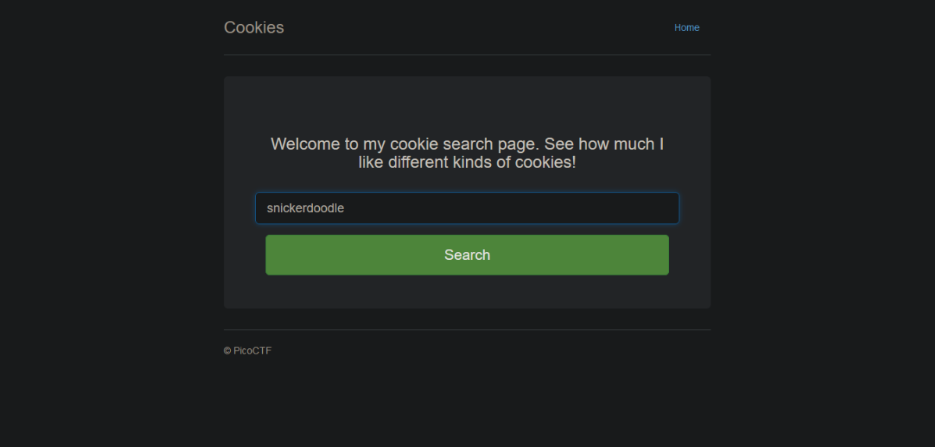 Cookies
Home
Welcome to my cookie search page. See how much I
like different kinds of cookies!
snickerdoodle
Search
© PicoCTF